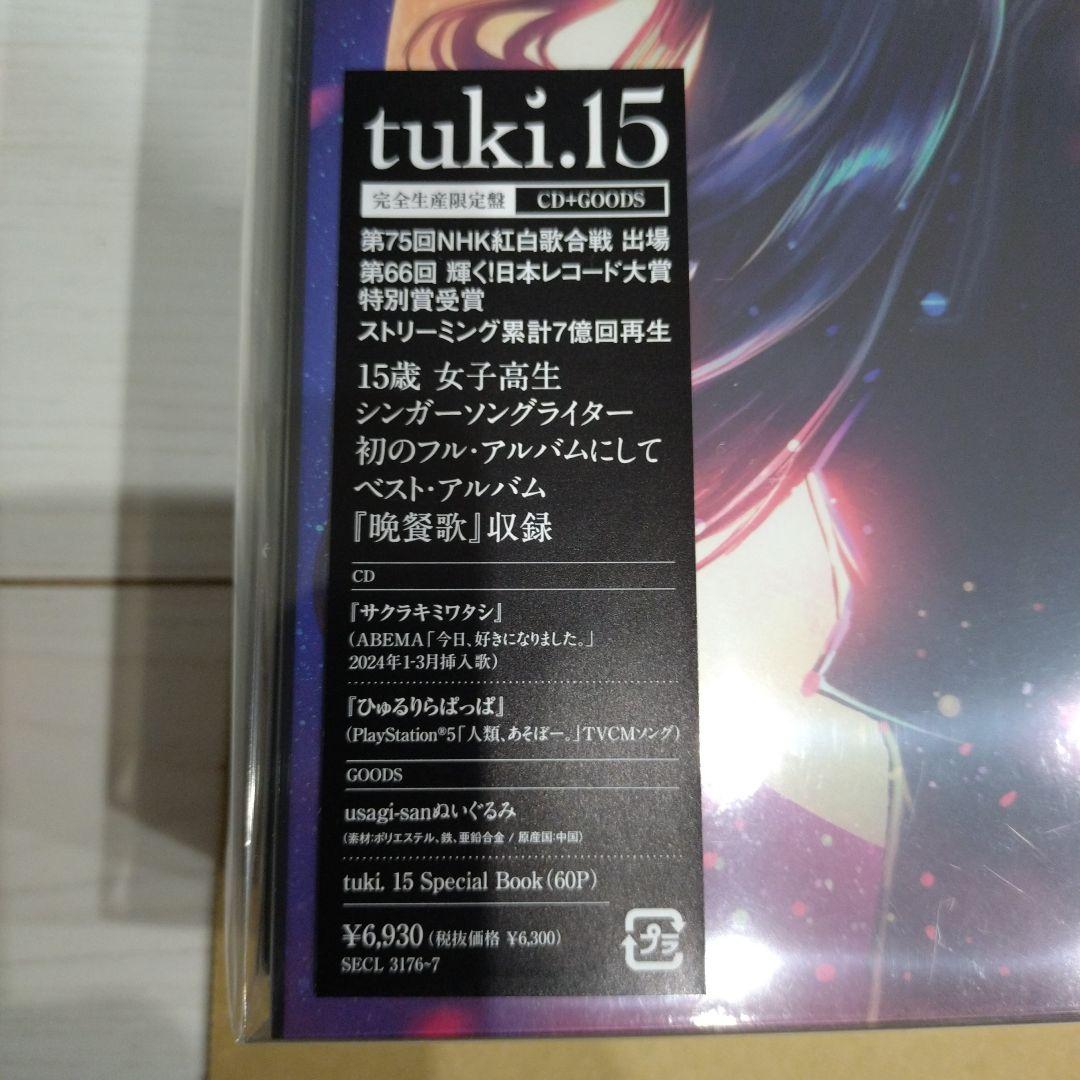 tuki.15
完全生産限定盤 CD+GOODS
第75回NHK紅白歌合戦 出場
第66回 輝く!日本レコード大賞
特別賞受賞
ストリーミング累計7億回再生
15歳 女子高生
シンガーソングライター
初のフル・アルバムにして
ベスト・アルバム
『晩餐歌』収録
CD
『サクラキミワタシ』
(ABEMA「今日、好きになりました。」
2024年1-3月挿入歌)
『ひゅるりらぱっぱ』
(PlayStation®5「人類、あそぼー。」TVCMソング)
GOODS
usagi-sanぬいぐるみ
(素材:ポリエステル、鉄、亜鉛合金 / 原産国:中国)
tuki. 15 Special Book(60P)
¥6,930(税抜価格 ¥6,300)
SECL 3176~7
プラ